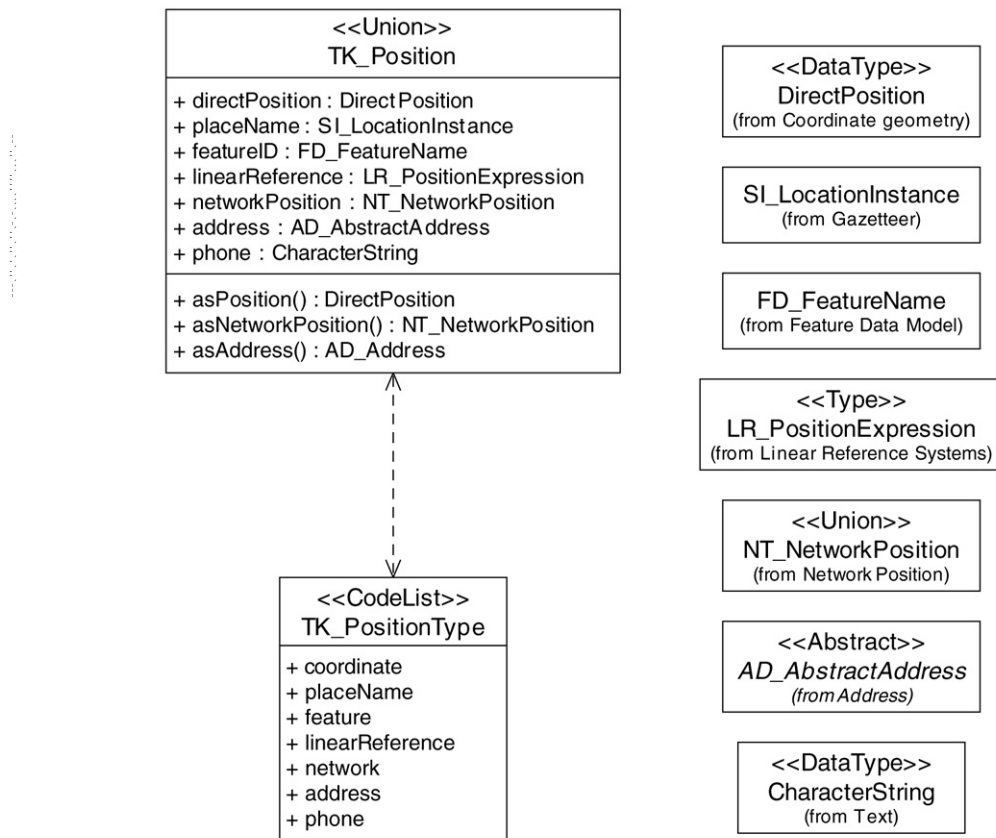 <<Union>>
TK_Position
+ directPosition : DirectPosition
+ placeName : SI_LocationInstance
+ featureID : FD_FeatureName
+ linearReference : LR_PositionExpression
+ networkPosition : NT_NetworkPosition
+ address : AD_AbstractAddress
+ phone : CharacterString
+ asPosition() : DirectPosition
+ asNetworkPosition() : NT_NetworkPosition
+ asAddress() : AD_Address
<<CodeList>>
TK_PositionType
+ coordinate
+ placeName
+ feature
+ linearReference
+ network
+ address
+ phone
<<DataType>>
DirectPosition
(from Coordinate geometry)
SI_LocationInstance
(from Gazetteer)
FD_FeatureName
(from Feature Data Model)
<<Type>>
LR_PositionExpression
(from Linear Reference Systems)
<<Union>>
NT_NetworkPosition
(from Network Position)
<<Abstract>>
AD_AbstractAddress
(from Address)
<<DataType>>
CharacterString
(from Text)